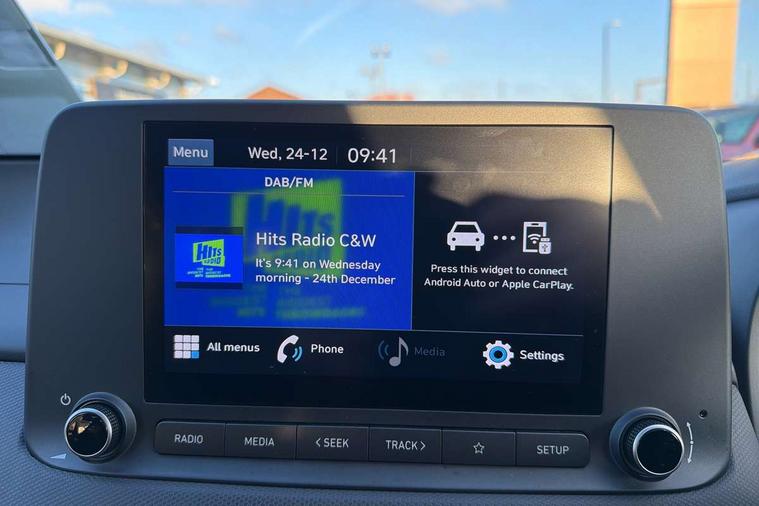 Menu
Wed, 24-12
09:41
DAB/FM
Hits
RADIO
Hits Radio C&W
It's 9:41 on Wednesday
morning - 24th December
Press this widget to connect
Android Auto or Apple CarPlay.
All menus
Phone
Media
Settings
RADIO
MEDIA
< SEEK
TRACK >
SETUP